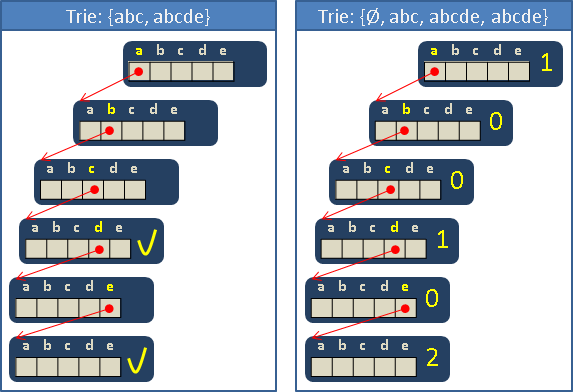 Trie: {abc, abcde}
a b c d e
a b c d e
a b c d e
a b c d e
a b c d e
a b c d e
Trie: {Ø, abc, abcde, abcde}
a b c d e 1
a b c d e 0
a b c d e 0
a b c d e 1
a b c d e 0
a b c d e 2